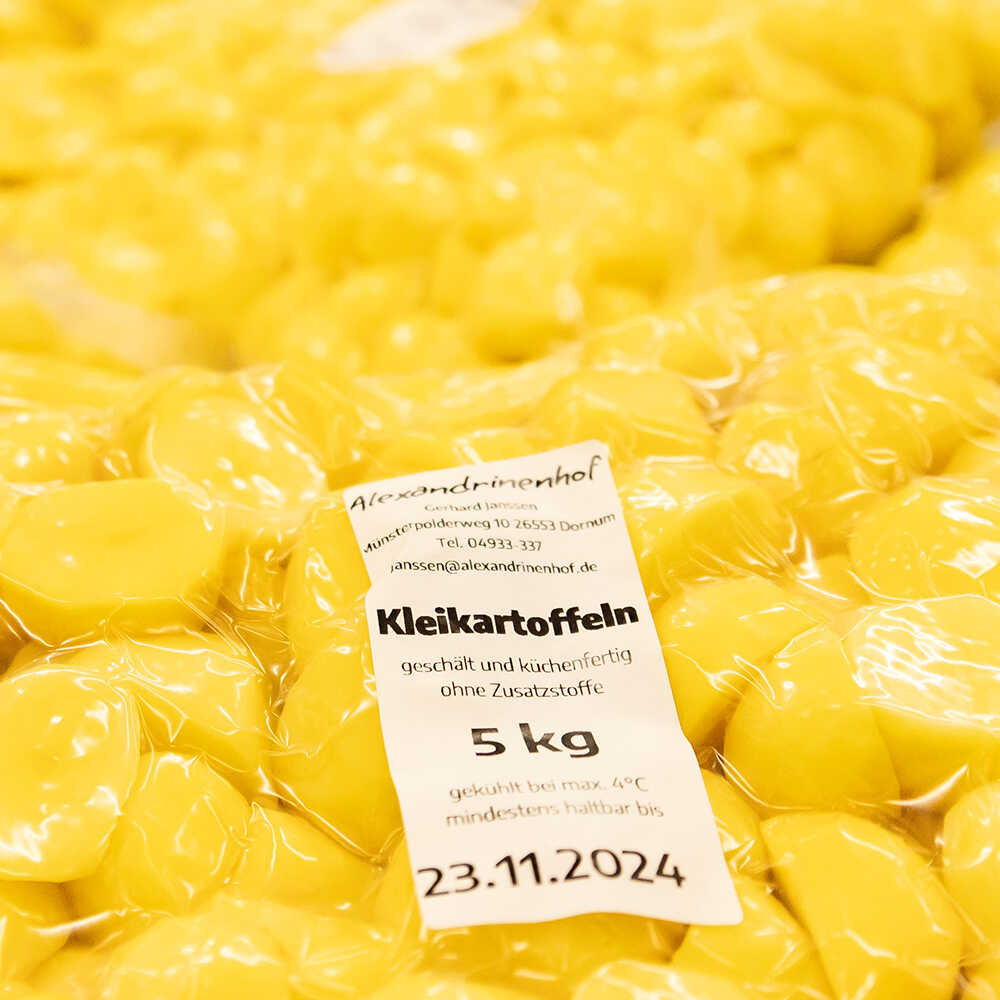 Alexandrinenhof
Gerhard Janssen
Münsterpolderweg 10 26553 Dornum
Tel. 04933-337
janssen@alexandrinenhof.de
Kleikartoffeln
geschält und küchenfertig
ohne Zusatzstoffe
5 kg
gekühlt bei max. 4°C
mindestens haltbar bis
23.11.2024